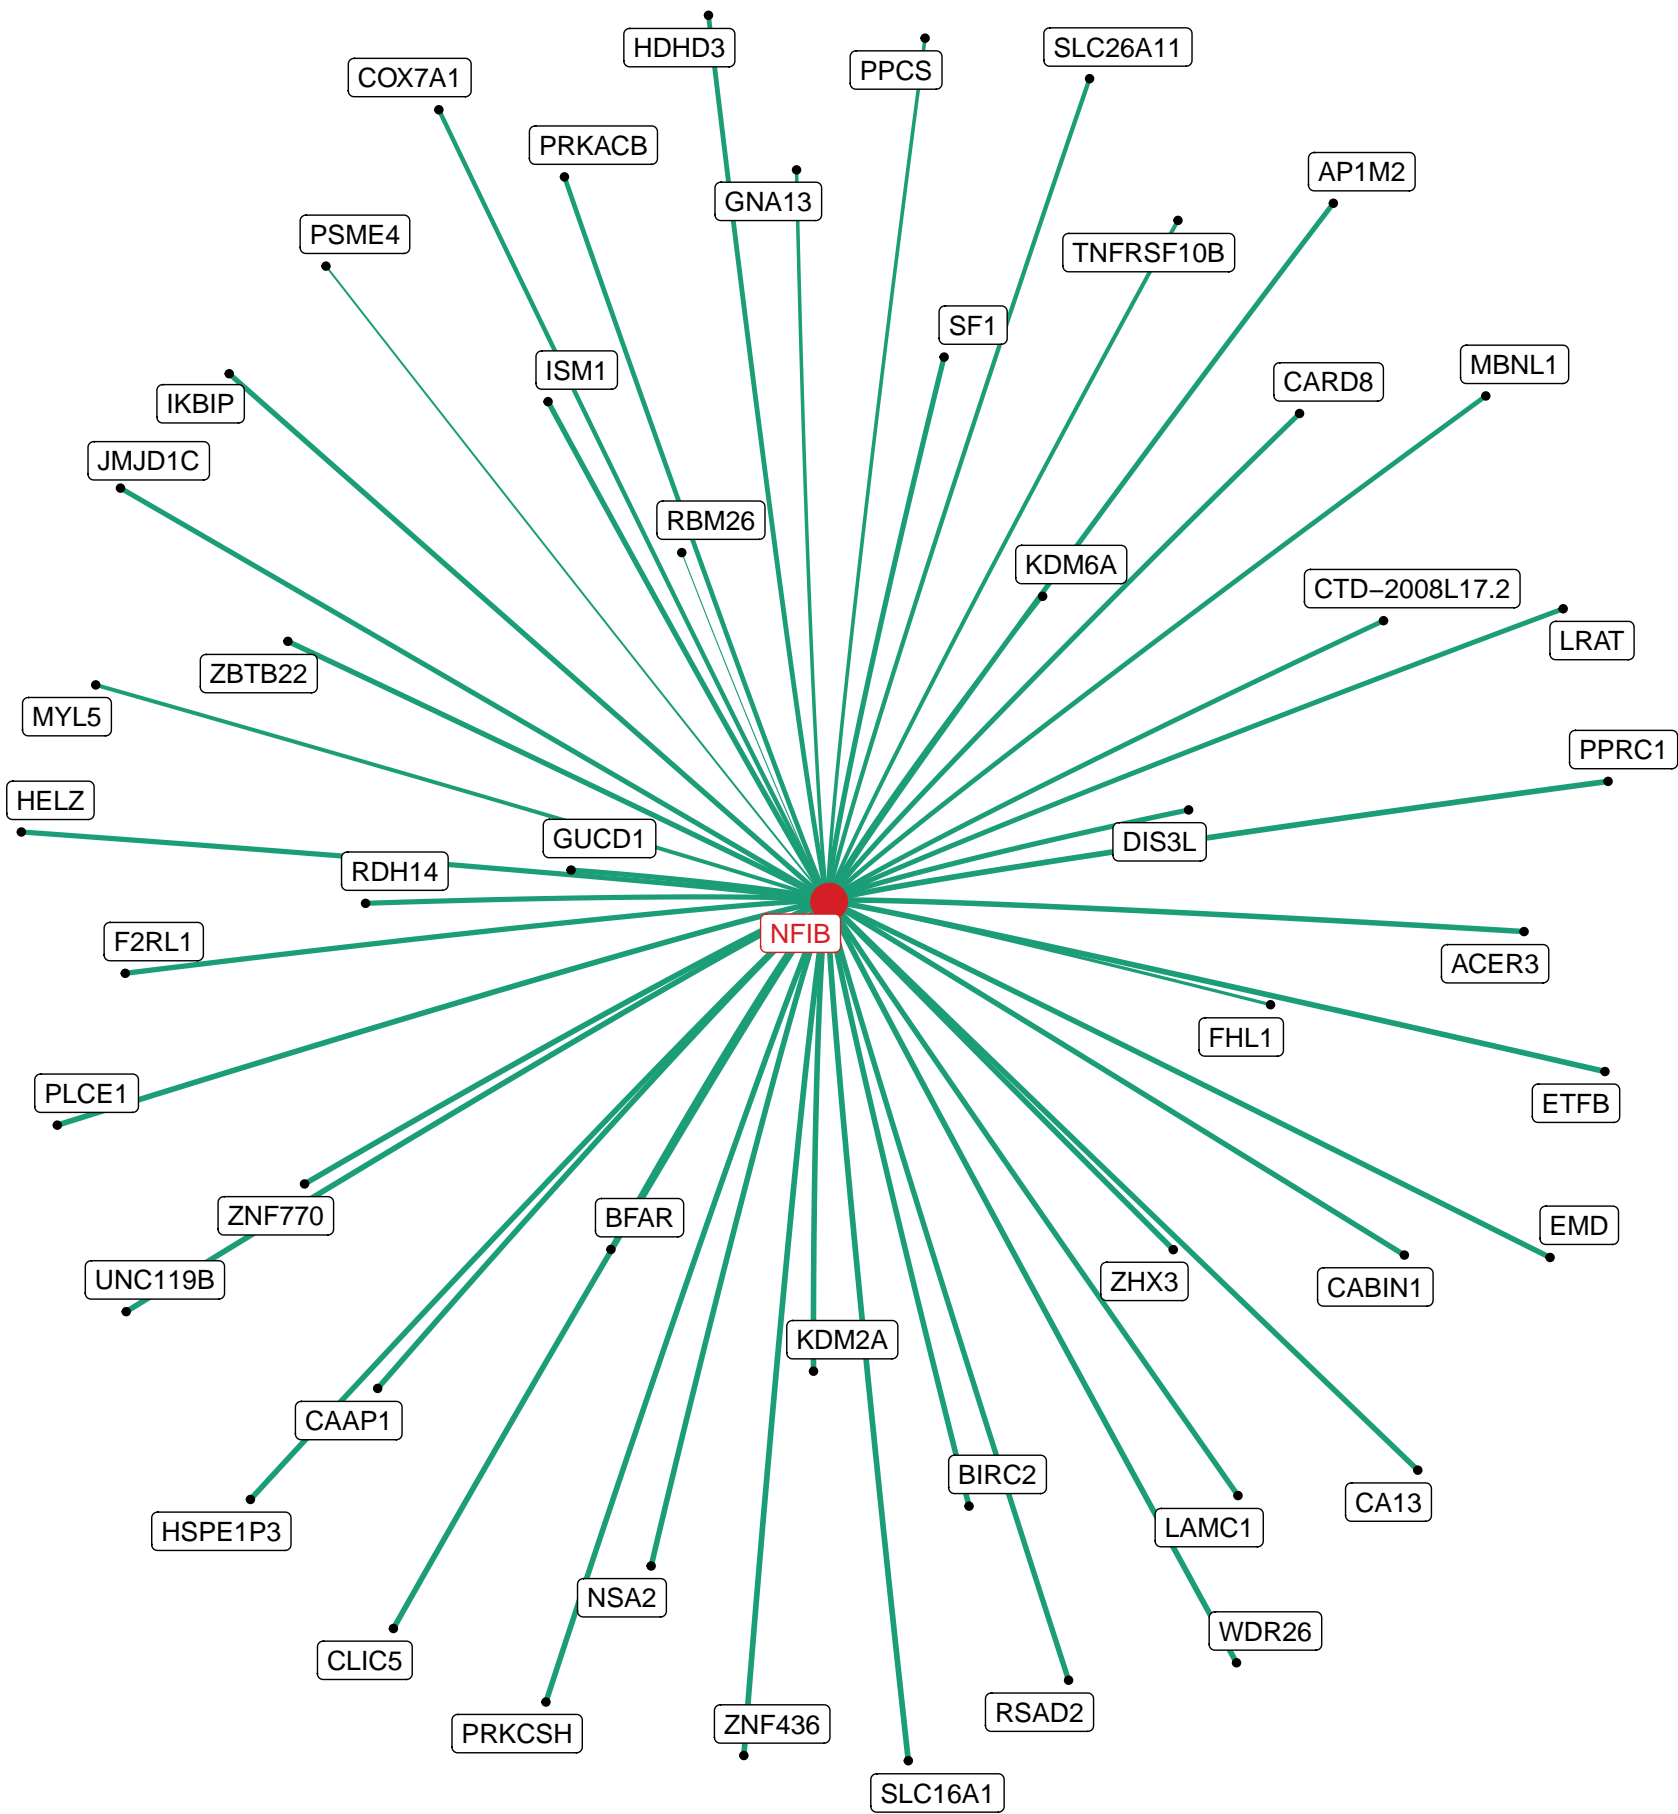 HDHD3
SLC26A11
PPCS
COX7A1
PRKACB
AP1M2
GNA13
PSME4
TNFRSF10B
SF1
MBNL1
ISM1
CARD8
IKBIP
JMJD1C
RBM26
KDM6A
CTD−2008L17.2
LRAT
ZBTB22
MYL5
PPRC1
HELZ
GUCD1
DIS3L
RDH14
NFIB
F2RL1
ACER3
FHL1
PLCE1
ETFB
ZNF770
BFAR
EMD
UNC119B
ZHX3
CABIN1
KDM2A
CAAP1
BIRC2
CA13
HSPE1P3
LAMC1
NSA2
WDR26
CLIC5
RSAD2
ZNF436
PRKCSH
SLC16A1